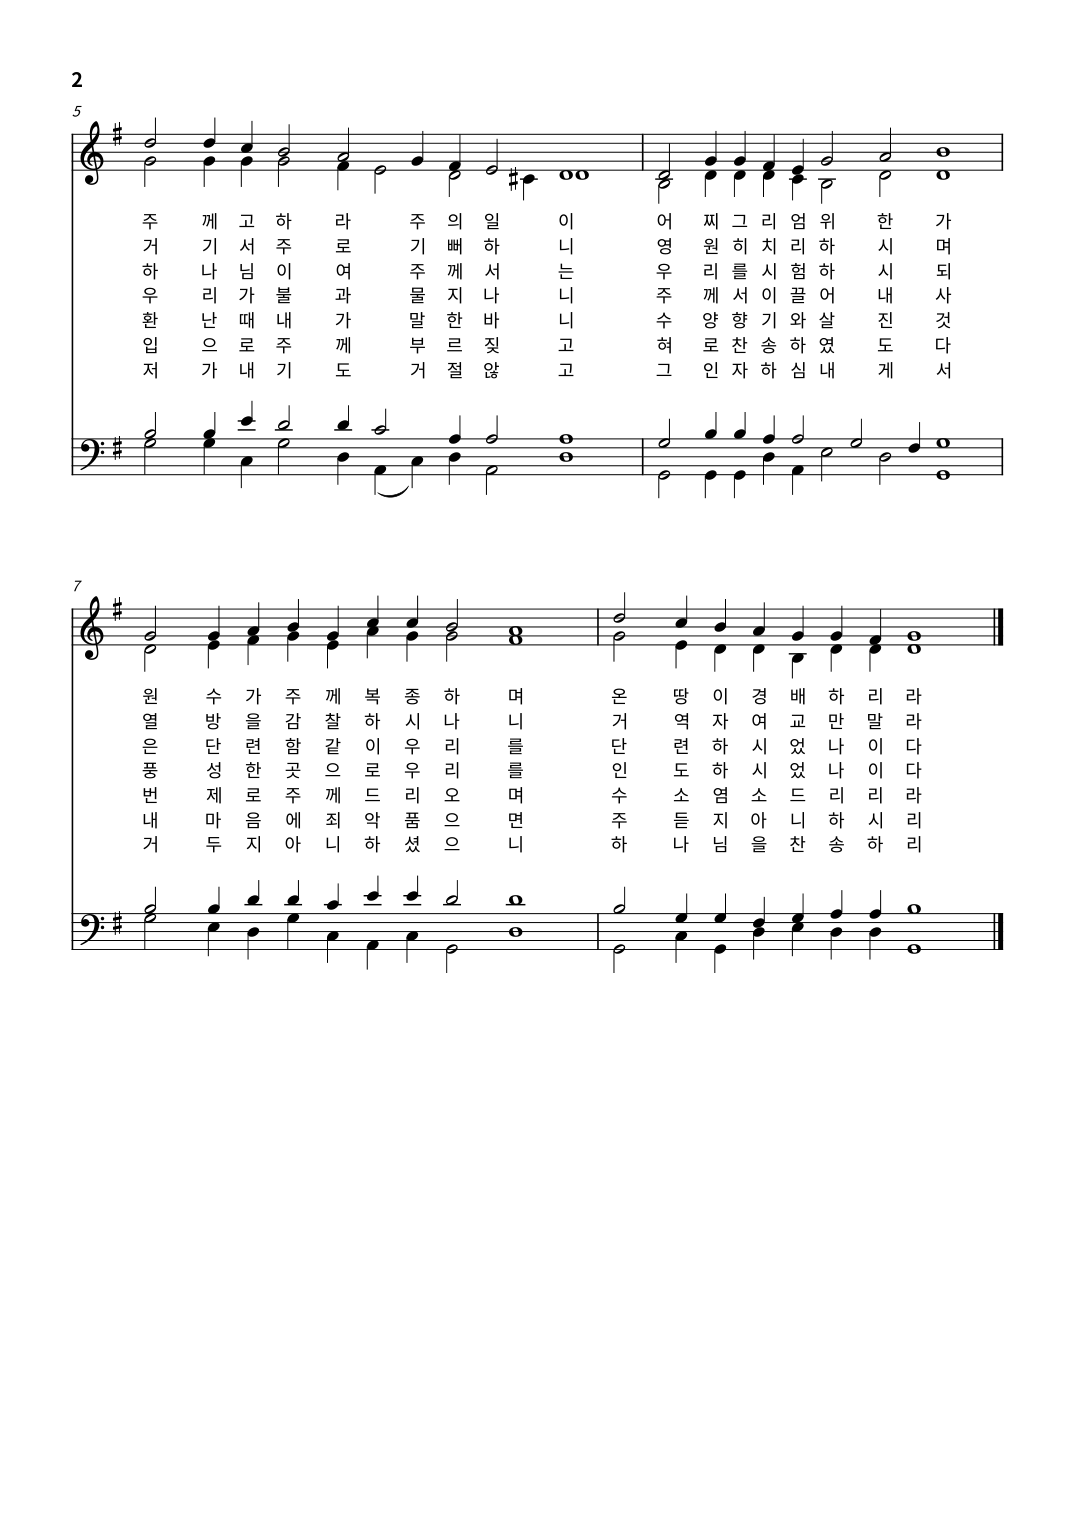 2
5
주 께 고 하 라 주 의 일 이 어 찌 그 리 엄 위 한 가
거 기 서 주 로 기 뻐 하 니 영 원 히 치 리 하 시 며
하 나 님 이 여 주 께 서 는 우 리 를 시 험 하 시 되
우 리 가 불 과 물 지 나 니 주 께 서 이 끌 어 내 사
환 난 때 내 가 말 한 바 니 수 양 향 기 와 살 진 것
입 으 로 주 께 부 르 짖 고 혀 로 찬 송 하 였 도 다
저 가 내 기 도 거 절 않 고 그 인 자 하 심 내 게 서
7
원 수 가 주 께 복 종 하 며 온 땅 이 경 배 하 리 라
열 방 을 감 찰 하 시 나 니 거 역 자 여 교 만 말 라
은 단 련 함 같 이 우 리 를 단 련 하 시 었 나 이 다
풍 성 한 곳 으 로 우 리 를 인 도 하 시 었 나 이 다
번 제 로 주 께 드 리 오 며 수 소 염 소 드 리 리 라
내 마 음 에 죄 악 품 으 면 주 듣 지 아 니 하 시 리
거 두 지 아 니 하 셨 으 니 하 나 님 을 찬 송 하 리